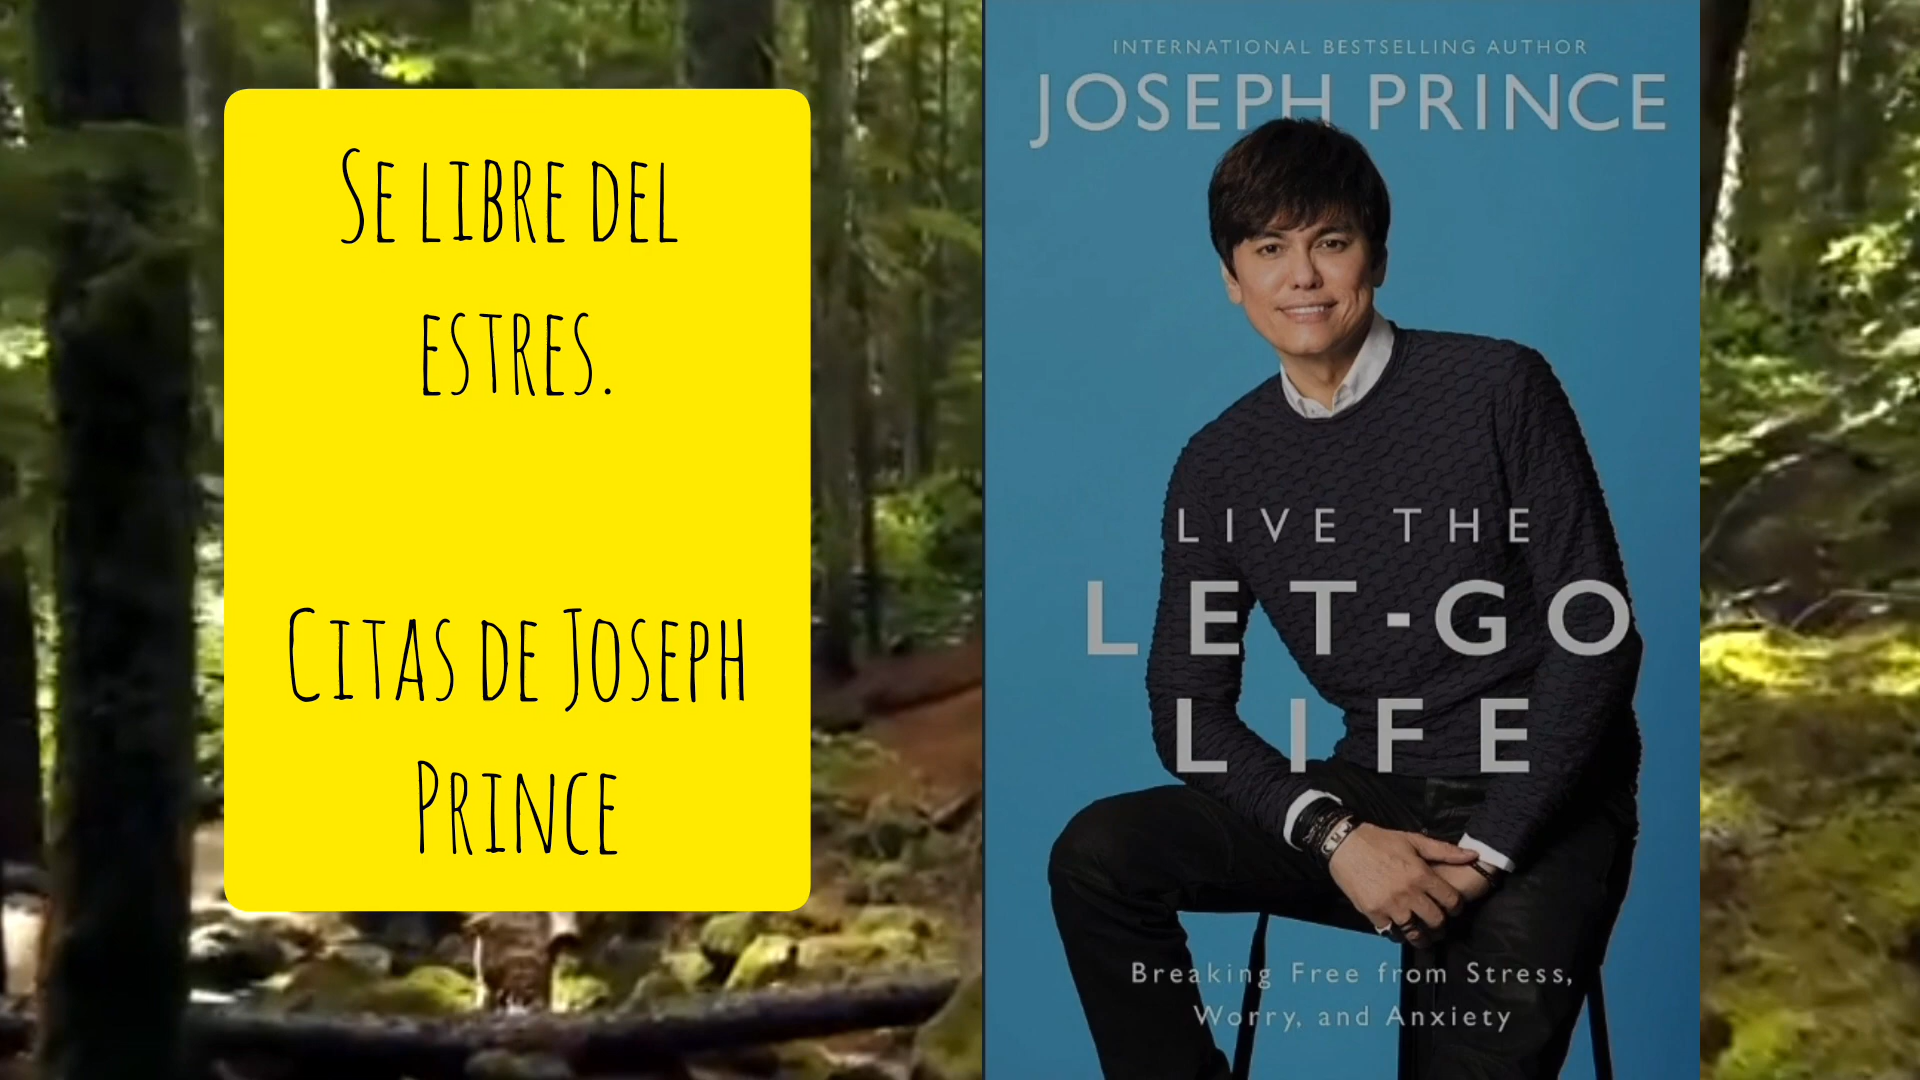 Se libre del
estres.
Citas de Joseph
Prince
INTERNATIONAL BESTSELLING AUTHOR
JOSEPH PRINCE
LIVE THE
LET-GO
LIFE
Breaking Free from Stress,
Worry, and Anxiety